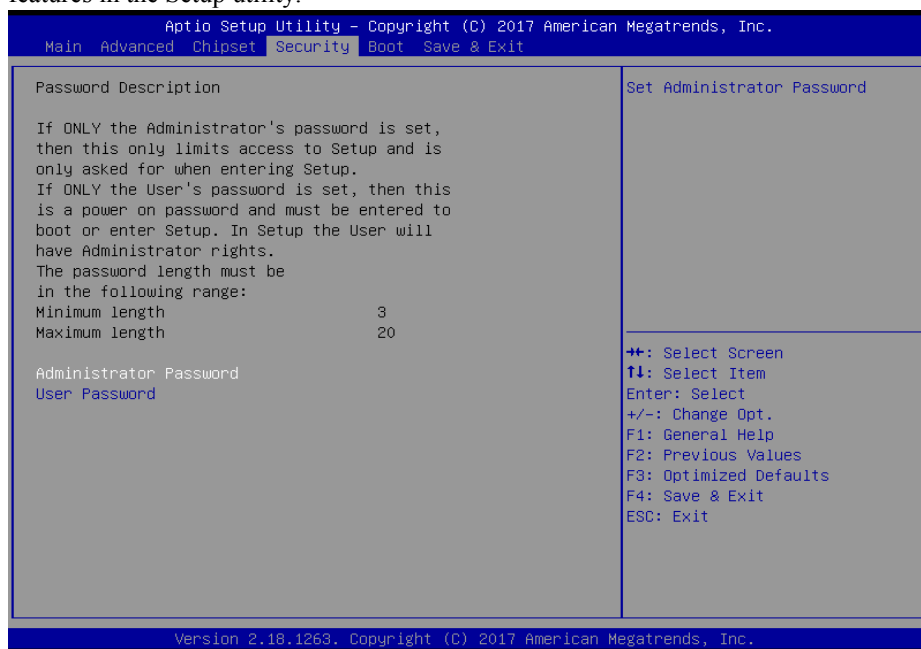 features in the Setup utility.
Aptio Setup Utility – Copyright (C) 2017 American Megatrends, Inc.
Main Advanced Chipset Security Boot Save & Exit
Password Description
If ONLY the Administrator's password is set,
then this only limits access to Setup and is
only asked for when entering Setup.
If ONLY the User's password is set, then this
is a power on password and must be entered to
boot or enter Setup. In Setup the User will
have Administrator rights.
The password length must be
in the following range:
Minimum length 3
Maximum length 20
Administrator Password
User Password
Set Administrator Password
→←: Select Screen
↑↓: Select Item
Enter: Select
+/-: Change Opt.
F1: General Help
F2: Previous Values
F3: Optimized Defaults
F4: Save & Exit
ESC: Exit
Version 2.18.1263. Copyright (C) 2017 American Megatrends, Inc.